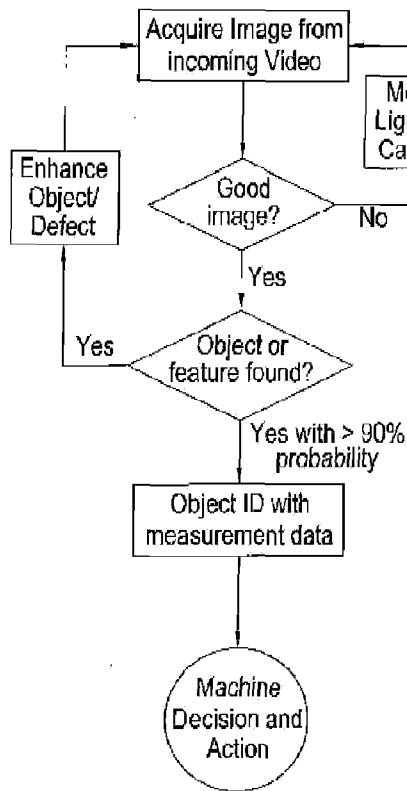 Acquire Image from
incoming Video
Enhance
Object/
Defect
Good
image?
No
Yes
Yes
Object or
feature found?
Yes with > 90%
probability
Object ID with
measurement data
Machine
Decision and
Action